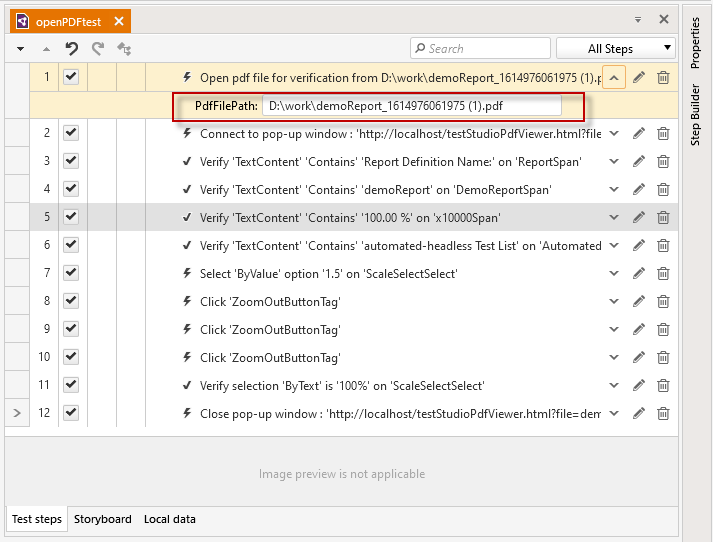 openPDFtest
Search
All Steps
1 Open pdf file for verification from D:\work\demoReport_1614976061975 (1).p
PdfFilePath: D:\work\demoReport_1614976061975 (1).pdf
2 Connect to pop-up window : 'http://localhost/testStudioPdfViewer.html?file
3 Verify 'TextContent' 'Contains' 'Report Definition Name:' on 'ReportSpan'
4 Verify 'TextContent' 'Contains' 'demoReport' on 'DemoReportSpan'
5 Verify 'TextContent' 'Contains' '100.00 %' on 'x10000Span'
6 Verify 'TextContent' 'Contains' 'automated-headless Test List' on 'Automated
7 Select 'ByValue' option '1.5' on 'ScaleSelectSelect'
8 Click 'ZoomOutButtonTag'
9 Click 'ZoomOutButtonTag'
10 Click 'ZoomOutButtonTag'
11 Verify selection 'ByText' is '100%' on 'ScaleSelectSelect'
12 Close pop-up window : 'http://localhost/testStudioPdfViewer.html?file=dem
Image preview is not applicable
Test steps Storyboard Local data
Properties
Step Builder